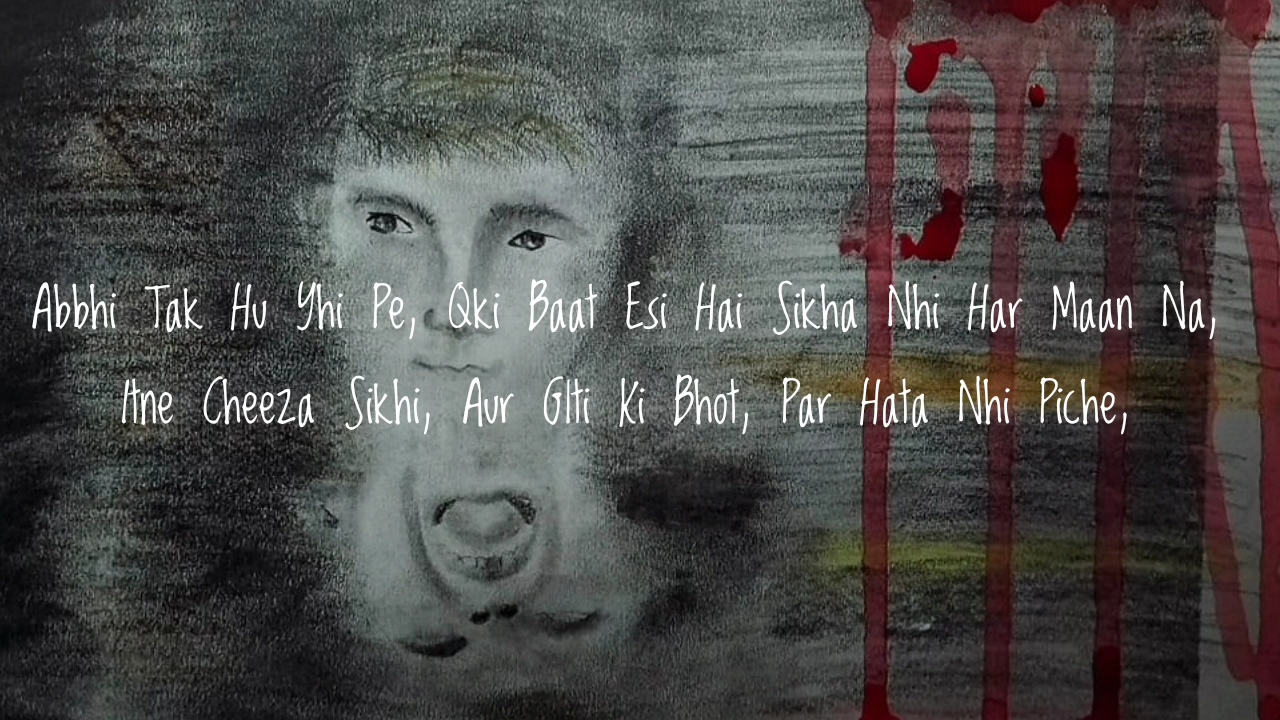 Abbhi Tak Hu Yhi Pe, Qki Baat Esi Hai Sikha Nhi Har Maan Na,
Itne Cheeza Sikhi, Aur Glti Ki Bhot, Par Hata Nhi Piche,